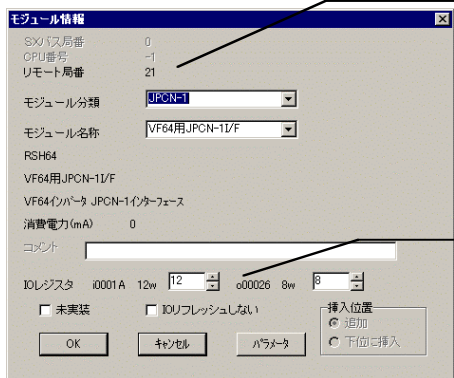 モジュール情報
SXバス局番 0
CPU番号 -1
リモート局番 21
モジュール分類 JPCN-1
モジュール名称 VF64用JPCN-1I/F
RSH64
VF64用JPCN-1I/F
VF64インバータ JPCN-1インターフェース
消費電力(mA) 0
コメント
IOレジスタ i0001A 12w 12 o00026 8w 8
未実装 IOリフレッシュしない 挿入位置
追加
下位に挿入
OK キャンセル パラメータ